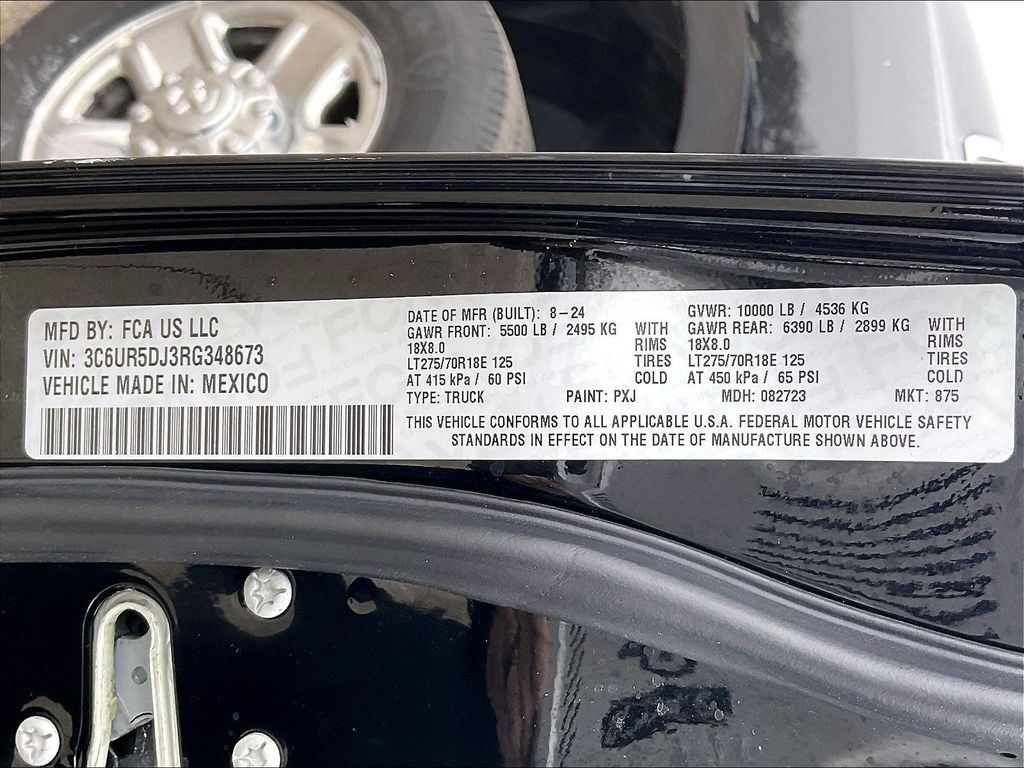 MFD BY: FCA US LLC
VIN: 3C6UR5DJ3RG348673
VEHICLE MADE IN: MEXICO
DATE OF MFR (BUILT): 8-24
GAWR FRONT: 5500 LB / 2495 KG WITH
18X8.0 RIMS
LT275/70R18E 125 TIRES
AT 415 kPa / 60 PSI COLD
GVWR: 10000 LB / 4536 KG
GAWR REAR: 6390 LB / 2899 KG WITH
18X8.0 RIMS
LT275/70R18E 125 TIRES
AT 450 kPa / 65 PSI COLD
TYPE: TRUCK PAINT: PXJ MDH: 082723 MKT: 875
THIS VEHICLE CONFORMS TO ALL APPLICABLE U.S.A. FEDERAL MOTOR VEHICLE SAFETY
STANDARDS IN EFFECT ON THE DATE OF MANUFACTURE SHOWN ABOVE.